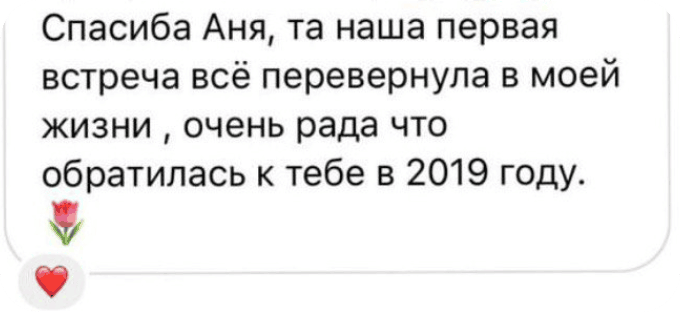 Спасиба Аня, та наша первая
встреча всё перевернула в моей
жизни , очень рада что
обратилась к тебе в 2019 году.
🌷
❤️